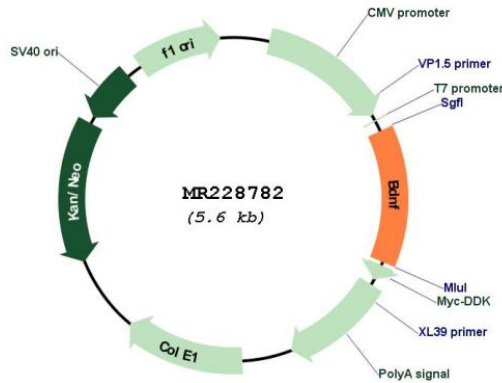 CMV promoter
VP1.5 primer
T7 promoter
SgfI
Bdnf
MluI
Myc-DDK
XL39 primer
PolyA signal
Col E1
Kan/Neo
SV40 ori
f1 ori
MR228782
(5.6 kb)